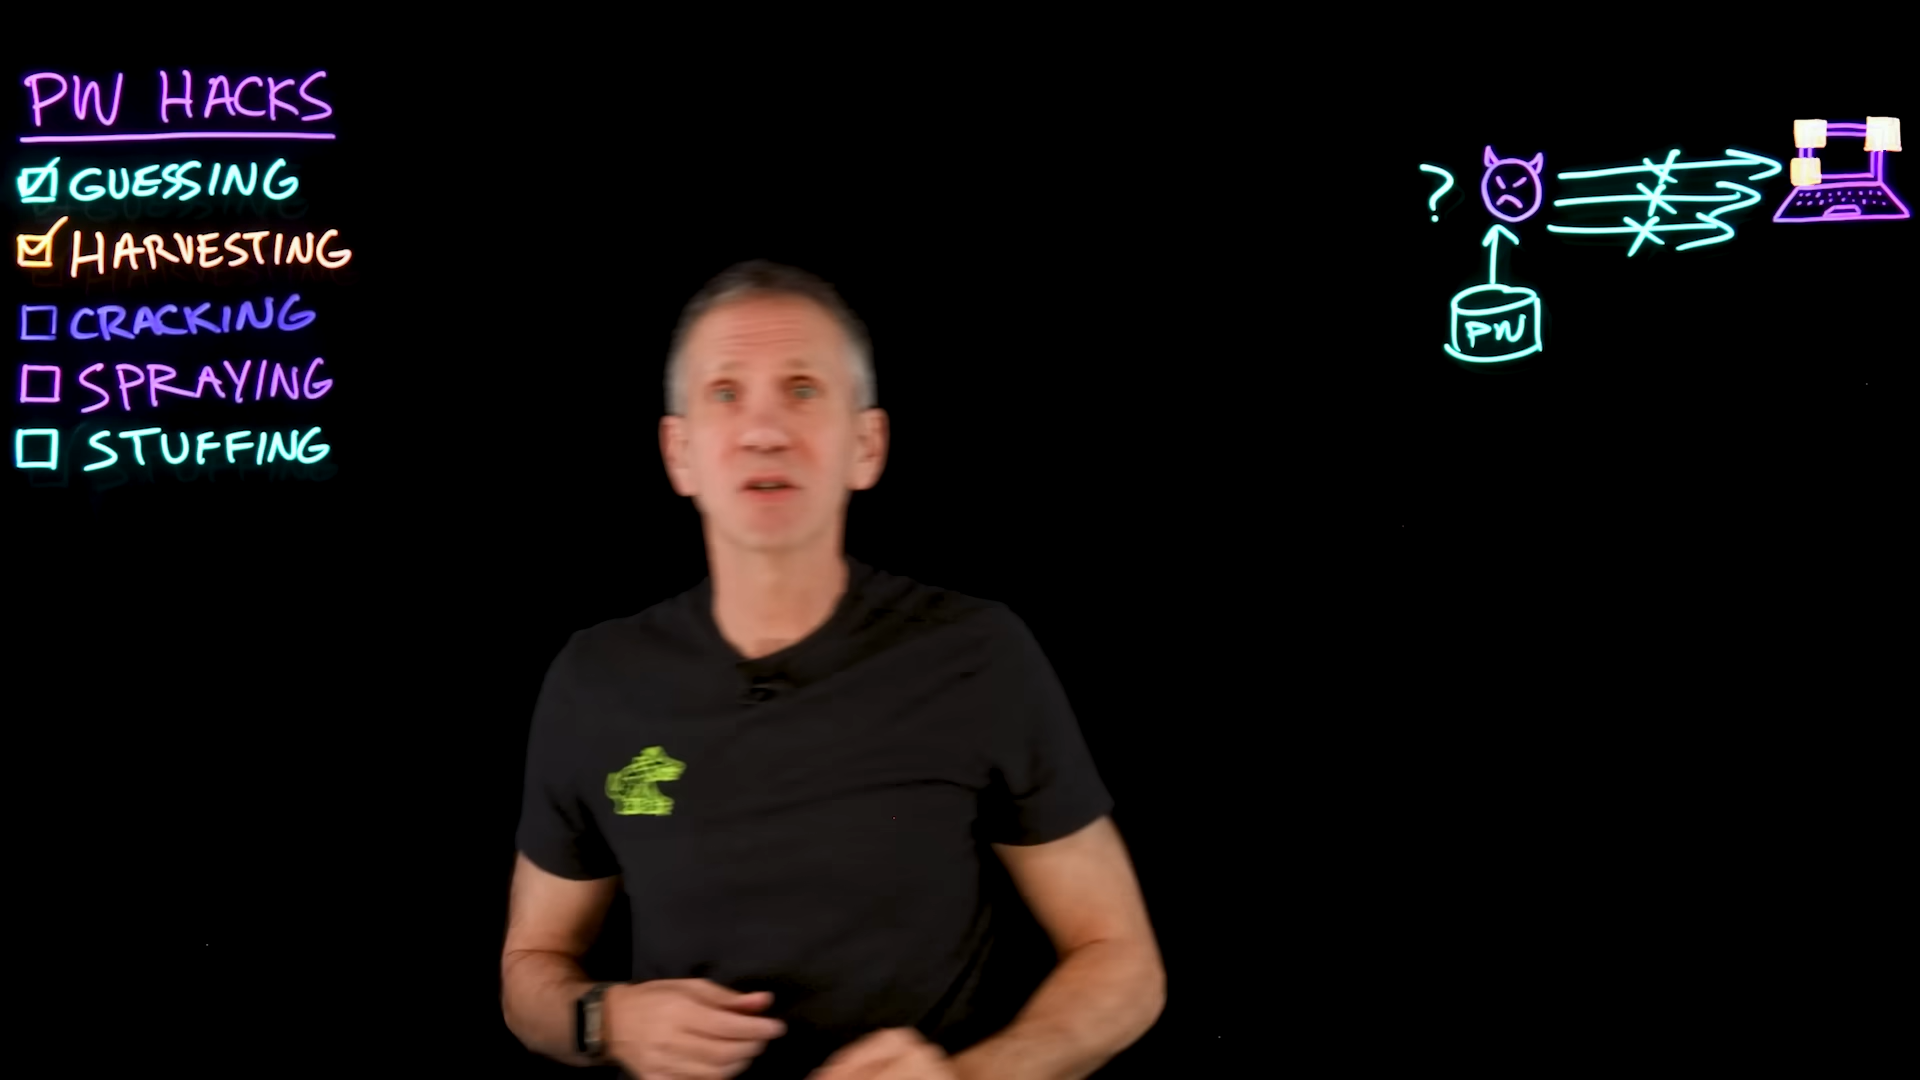 PW HACKS
GUESSING
HARVESTING
CRACKING
SPRAYING
STUFFING
?
PW